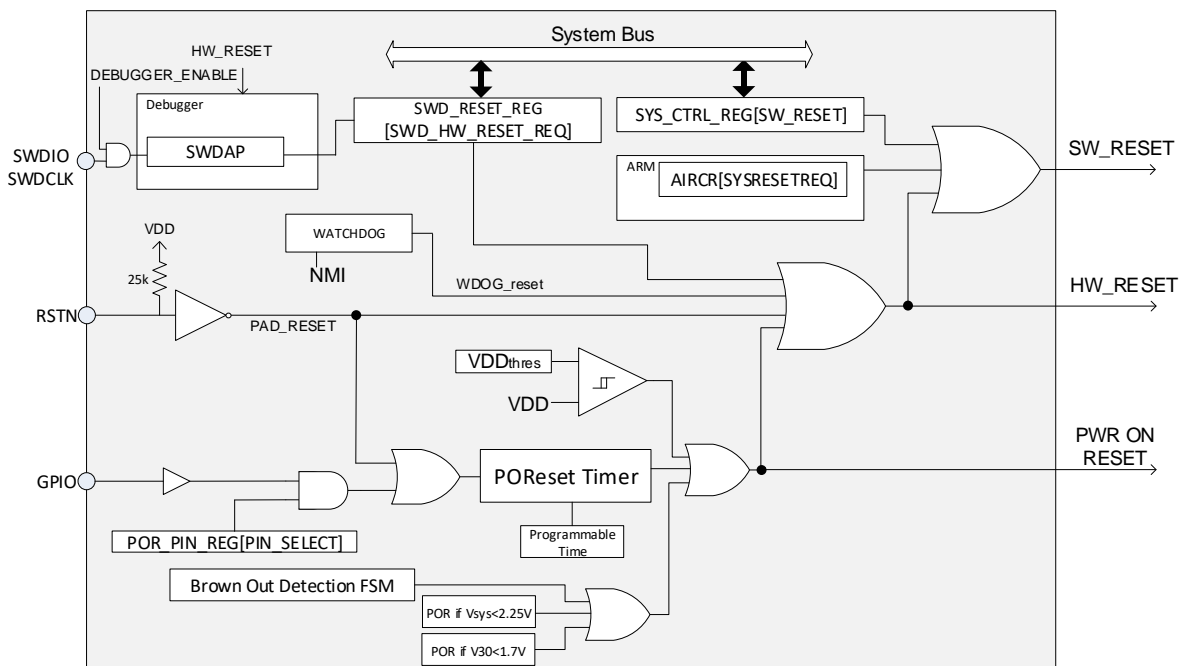 System Bus
HW_RESET
DEBUGGER_ENABLE
Debugger
SWDAP
SWD_RESET_REG
[SWD_HW_RESET_REQ]
SYS_CTRL_REG[SW_RESET]
SWDIO
SWDCLK
ARM
AIRCR[SYSRESETREQ]
SW_RESET
VDD
25k
WATCHDOG
NMI
WDOG_reset
HW_RESET
RSTN
PAD_RESET
VDDthres
VDD
PWR ON
RESET
GPIO
POReset Timer
POR_PIN_REG[PIN_SELECT]
Programmable
Time
Brown Out Detection FSM
POR if Vsys<2.25V
POR if V30<1.7V